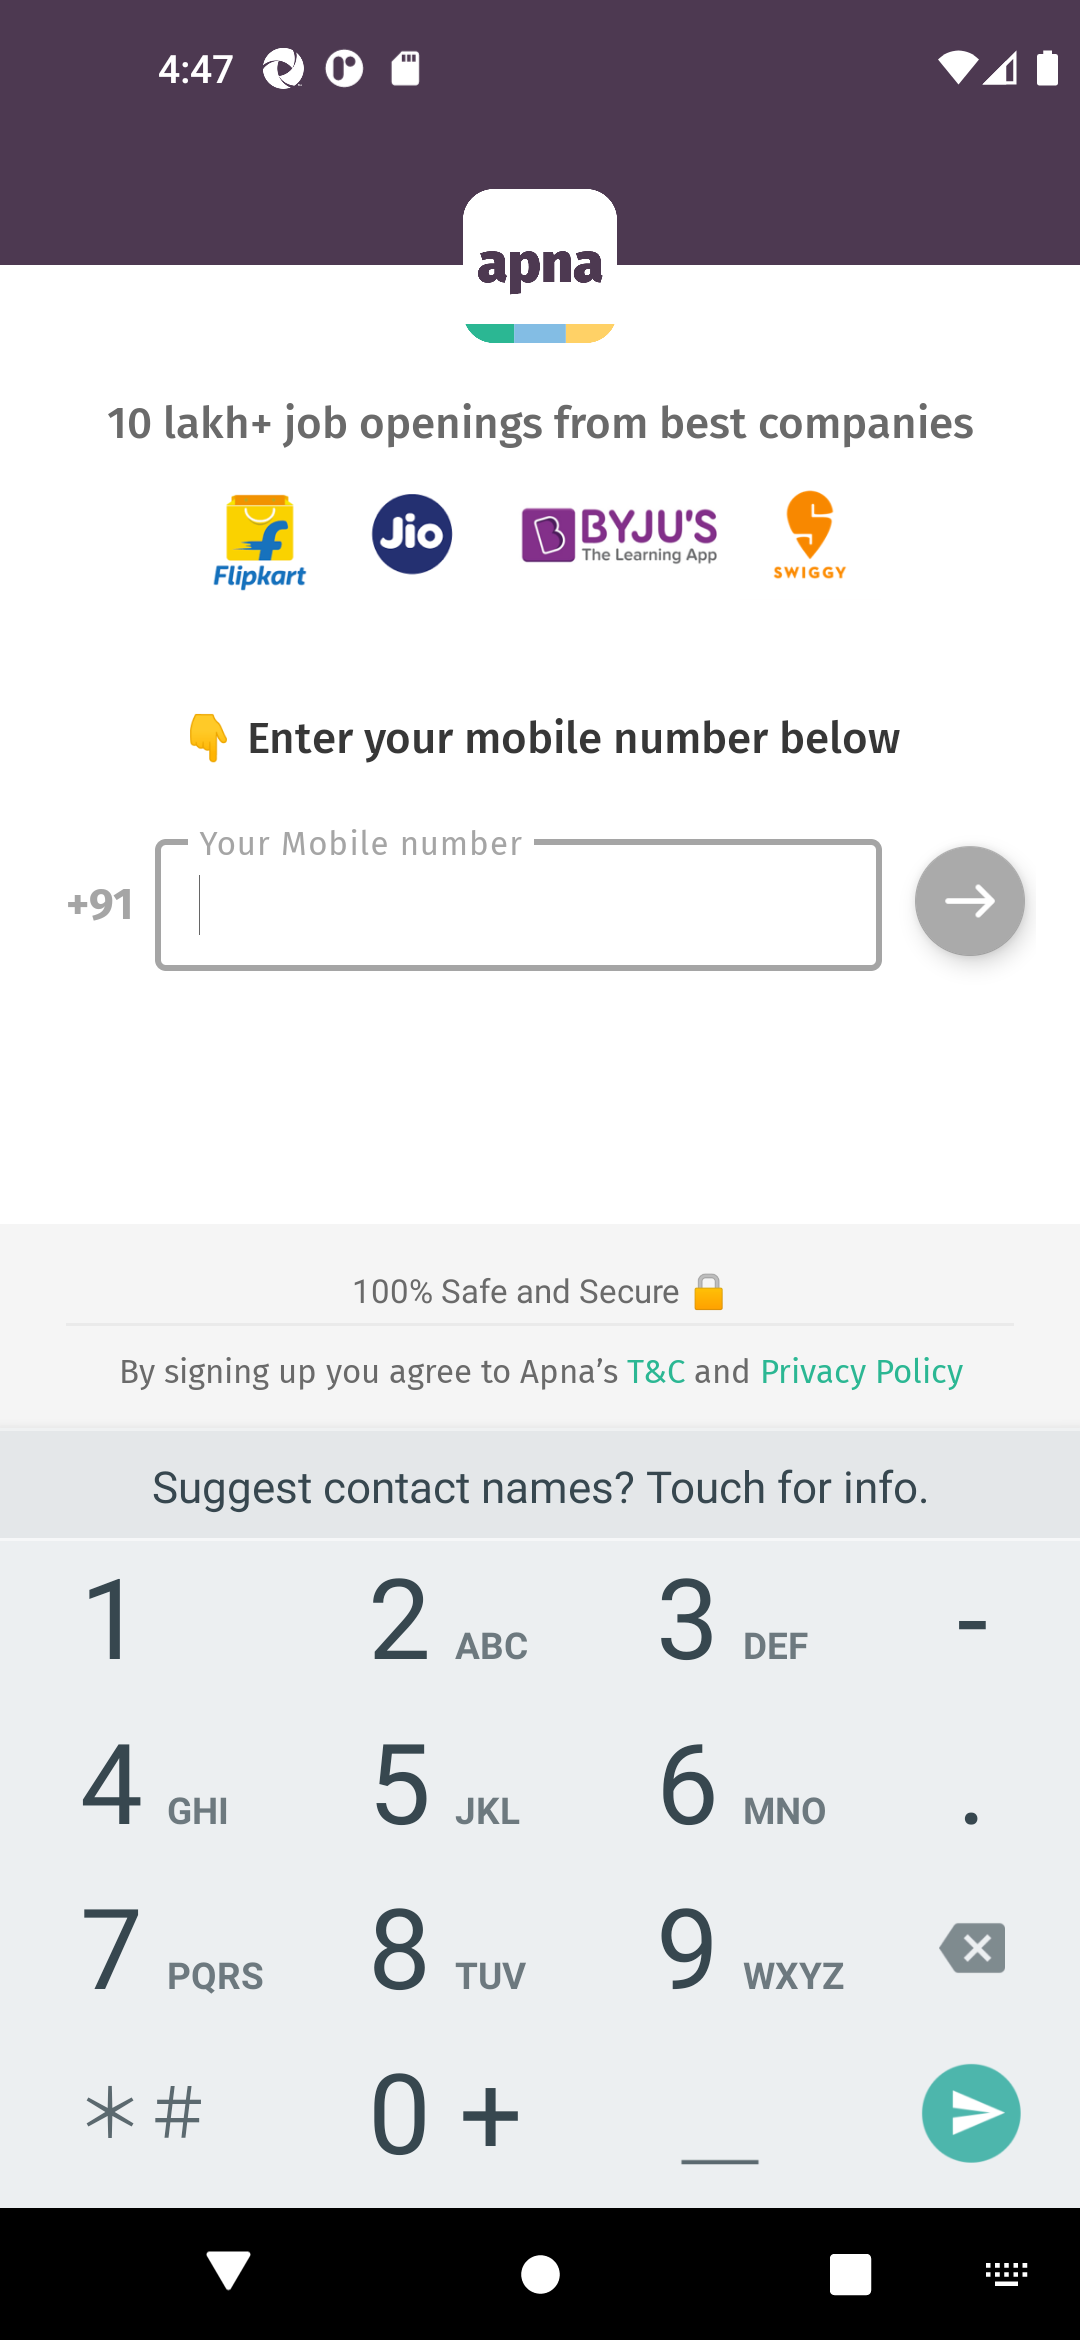 4:47
apna
10 lakh+ job openings from best companies
Flipkart
Jio
BYJU'S
The Learning App
SWIGGY
👇 Enter your mobile number below
Your Mobile number
+91
100% Safe and Secure 🔒
By signing up you agree to Apna’s T&C and Privacy Policy
Suggest contact names? Touch for info.
1 2 ABC 3 DEF -
4 GHI 5 JKL 6 MNO .
7 PQRS 8 TUV 9 WXYZ
* # 0 + _